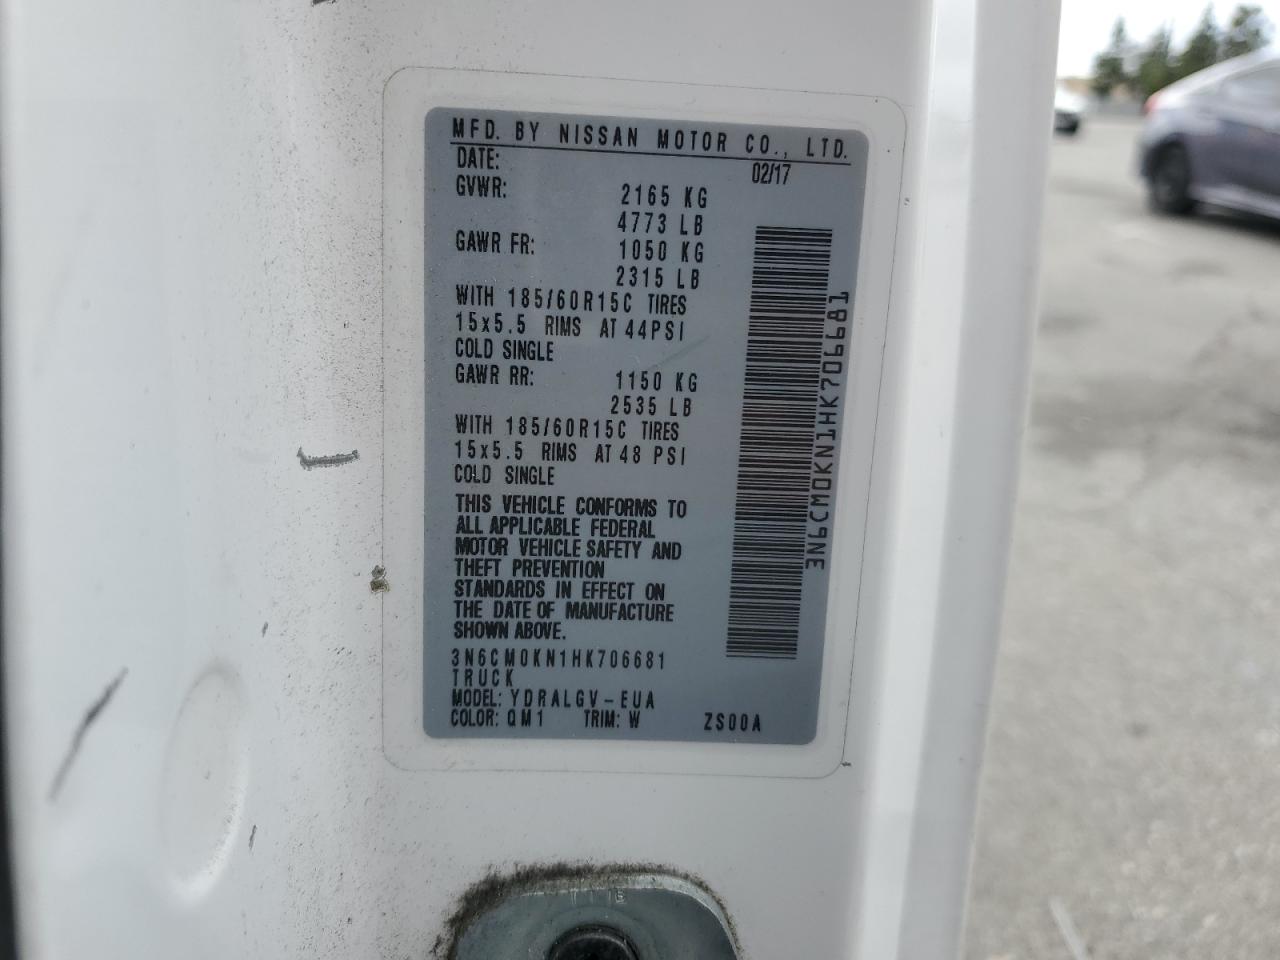 MFD. BY NISSAN MOTOR CO., LTD.
DATE: 02/17
GVWR: 2165 KG
4773 LB
GAWR FR: 1050 KG
2315 LB
WITH 185/60R15C TIRES
15x5.5 RIMS AT 44PSI
COLD SINGLE
GAWR RR: 1150 KG
2535 LB
WITH 185/60R15C TIRES
15x5.5 RIMS AT 48 PSI
COLD SINGLE
THIS VEHICLE CONFORMS TO
ALL APPLICABLE FEDERAL
MOTOR VEHICLE SAFETY AND
THEFT PREVENTION
STANDARDS IN EFFECT ON
THE DATE OF MANUFACTURE
SHOWN ABOVE.
3N6CM0KN1HK706681
TRUCK
MODEL: YDRALGV-EUA
COLOR: QM1 TRIM: W ZS00A
3N6CM0KN1HK706681